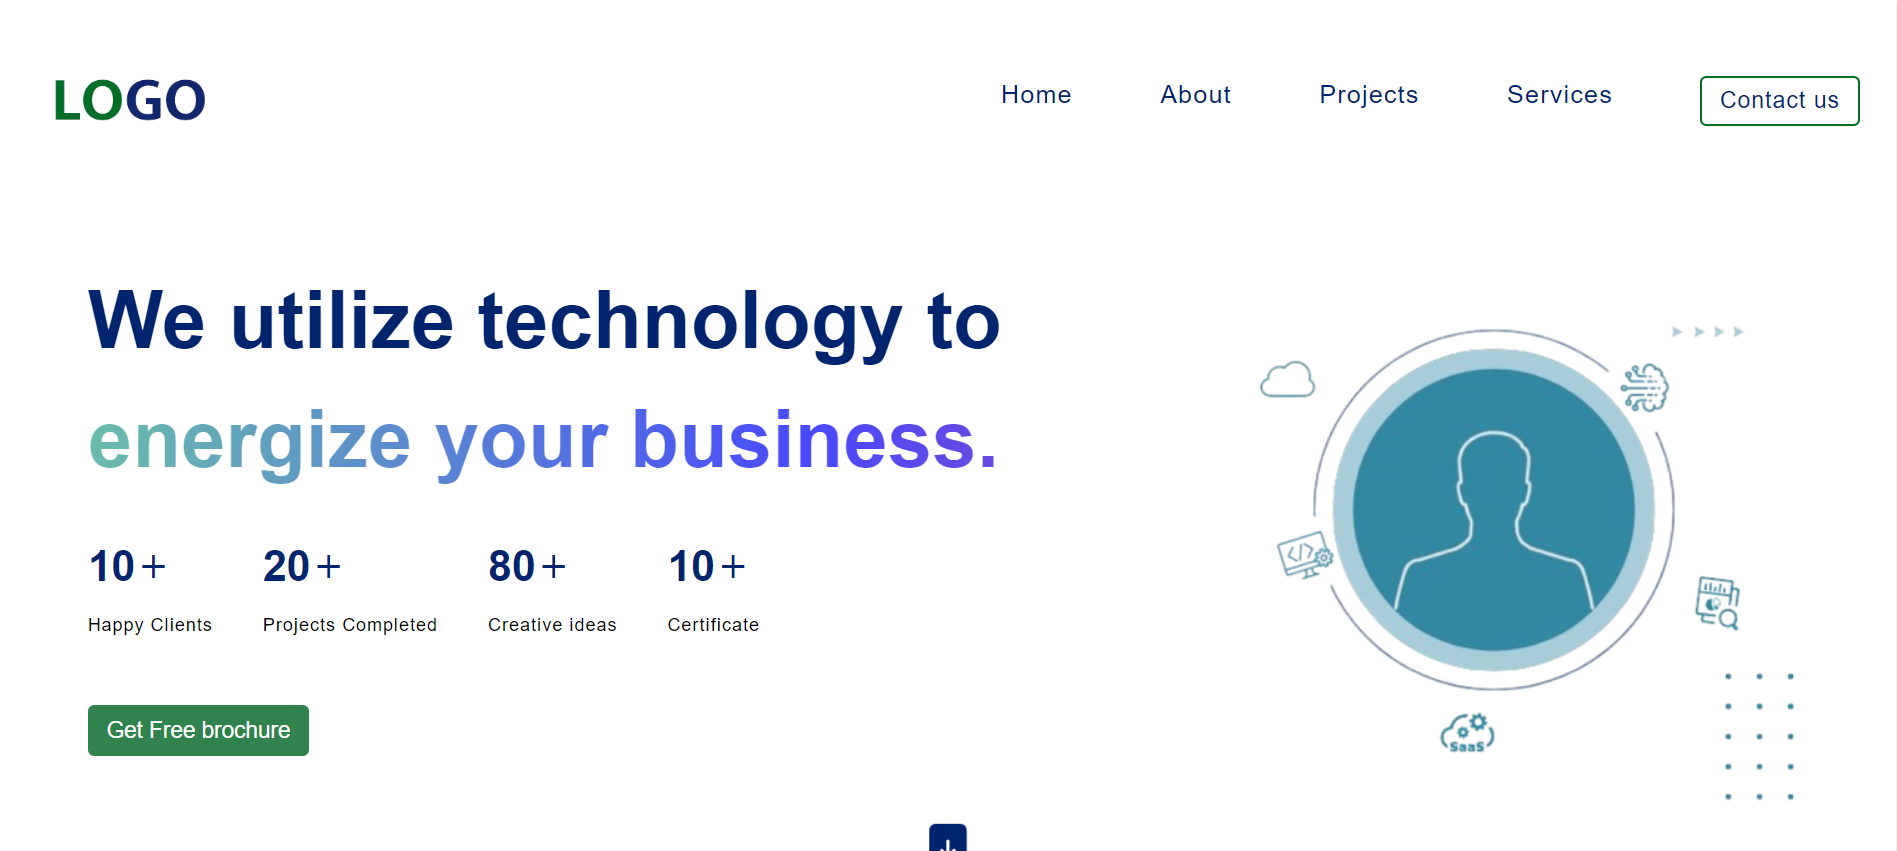 LOGO
Home About Projects Services Contact us
We utilize technology to
energize your business.
10+ 20+ 80+ 10+
Happy Clients Projects Completed Creative ideas Certificate
</>
SaaS
Get Free brochure